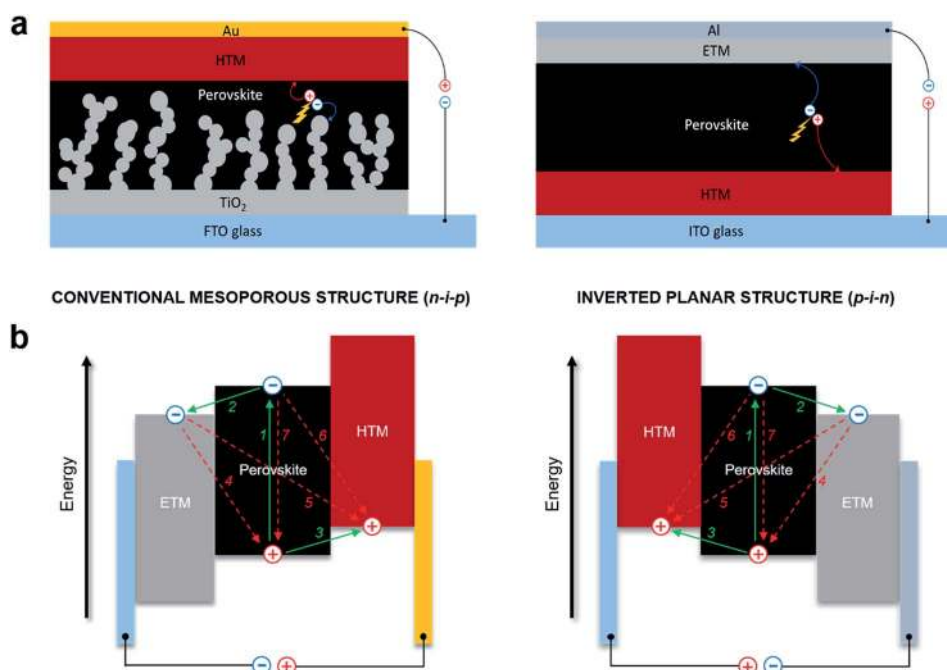 a
Au
HTM
Perovskite
TiO₂
FTO glass
Al
ETM
Perovskite
HTM
ITO glass
CONVENTIONAL MESOPOROUS STRUCTURE (n-i-p)
INVERTED PLANAR STRUCTURE (p-i-n)
b
Energy
ETM
Perovskite
HTM
1
2
3
4
5
6
7
Energy
HTM
Perovskite
ETM
1
2
3
4
5
6
7